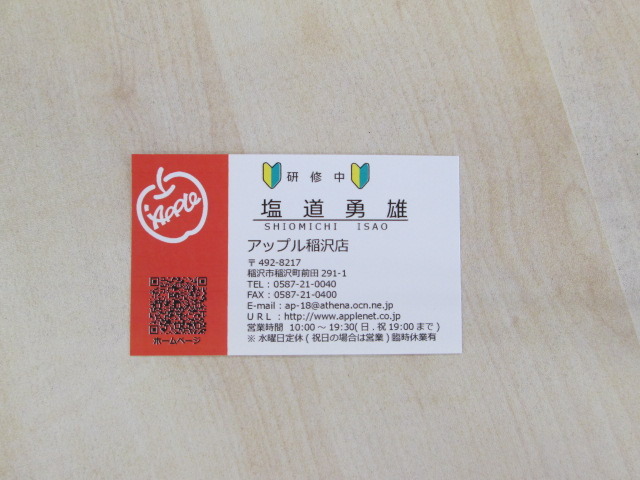 Apple
ホームページ
研修中
塩道勇雄
SHIOMICHI ISAO
アップル稲沢店
〒492-8217
稲沢市稲沢町前田 291-1
TEL : 0587-21-0040
FAX : 0587-21-0400
E-mail : ap-18@athena.ocn.ne.jp
U R L : http://www.applenet.co.jp
営業時間 10:00 ～ 19:30( 日 . 祝 19:00 まで )
※ 水曜日定休 ( 祝日の場合は営業 ) 臨時休業有